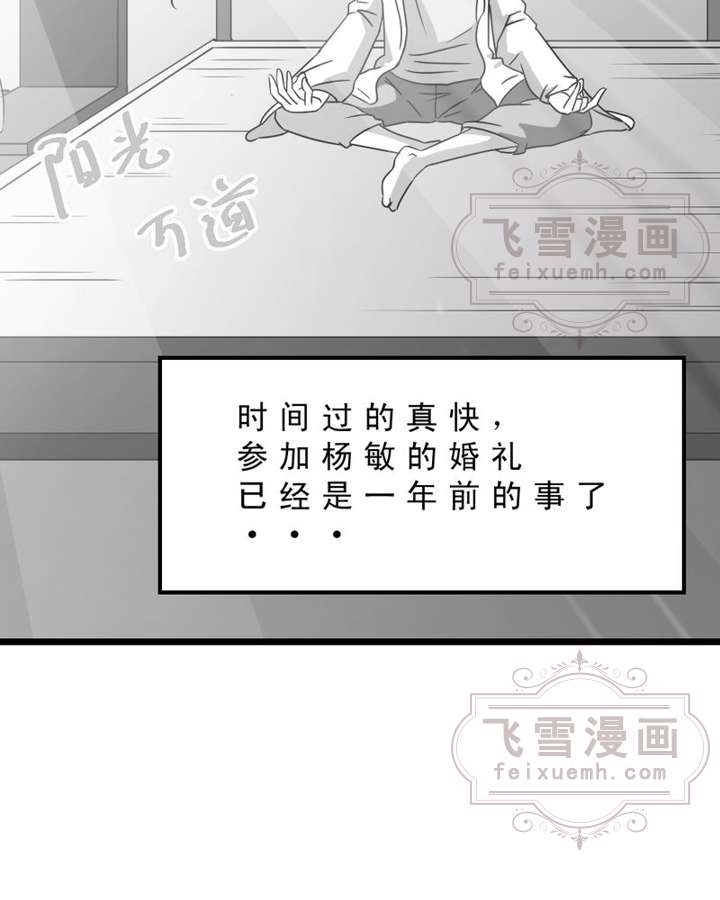 阳光
万道
飞雪漫画
feixuemh.com
时间过的真快，
参加杨敏的婚礼
已经是一年前的事了
・・・
飞雪漫画
feixuemh.com